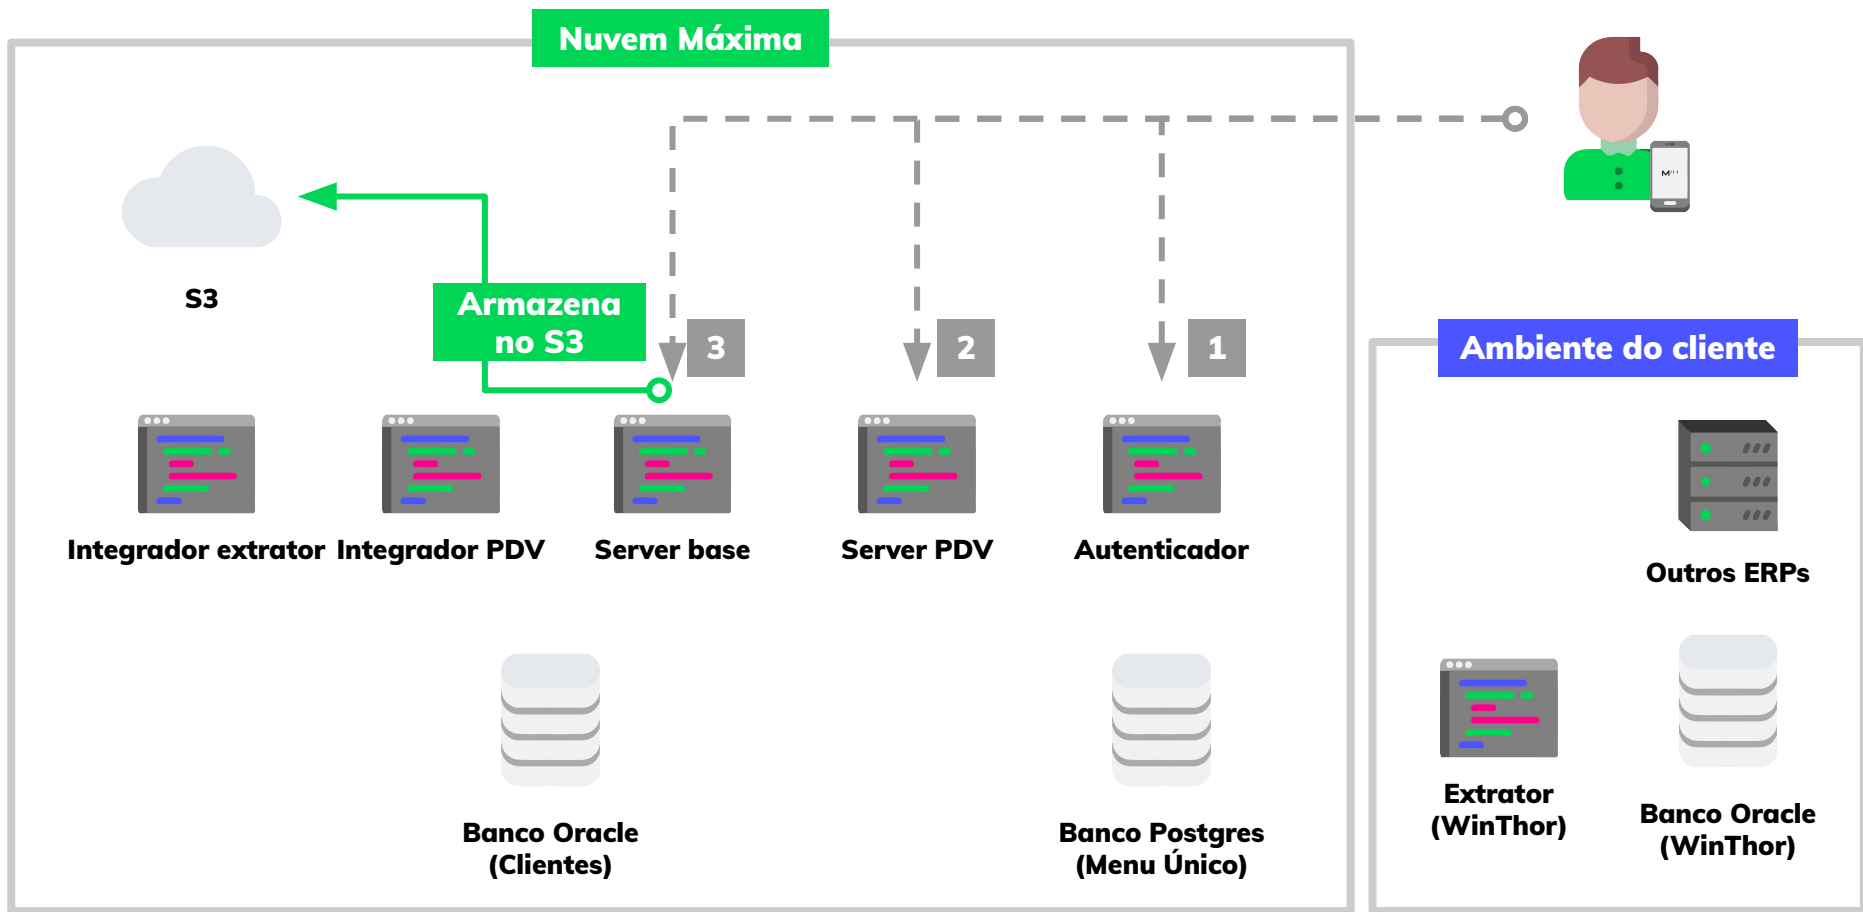 Nuvem Máxima
S3
Armazena
no S3
3
2
1
Ambiente do cliente
Integrador extrator
Integrador PDV
Server base
Server PDV
Autenticador
Outros ERPs
Banco Oracle
(Clientes)
Banco Postgres
(Menu Único)
Extrator
(WinThor)
Banco Oracle
(WinThor)